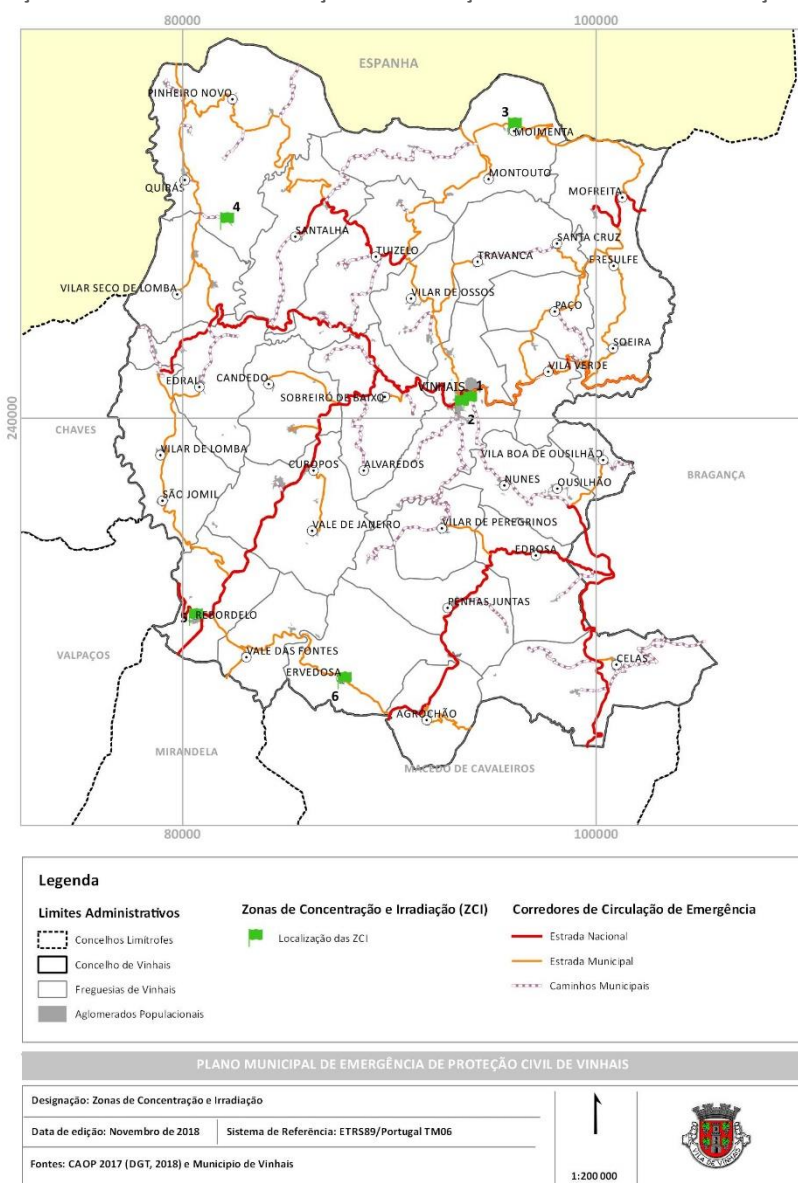 80000 100000
ESPANHA
PINHEIRO NOVO
3
MOIMENTA
MONTOUTO
QUIRÁS
MOFREITA
4
SANTALHA
SANTA CRUZ
TUIZELO
TRAVANCA
FRESULFE
VILAR SECO DE LOMBA
VILAR DE OSSOS
PAÇO
SOEIRA
VILA VERDE
EDRAL
CANDEDO
VINHAIS
1
SOBREIRÓ DE BAIXO
2
240000
240000
CHAVES
VILAR DE LOMBA
VILA BOA DE OUSILHÃO
CUROPOS
ALVAREDOS
NUNES
OUSILHÃO
BRAGANÇA
SÃO JOMIL
VALE DE JANEIRO
VILAR DE PEREGRINOS
EDROSA
PENHAS JUNTAS
5
REBORDELO
VALPAÇOS
VALE DAS FONTES
CELAS
ERVEDOSA
6
AGROCHÃO
MIRANDELA
MACEDO DE CAVALEIROS
80000 100000
Legenda
Limites Administrativos
Concelhos Limítrofes
Concelho de Vinhais
Freguesias de Vinhais
Aglomerados Populacionais
Zonas de Concentração e Irradiação (ZCI)
Localização das ZCI
Corredores de Circulação de Emergência
Estrada Nacional
Estrada Municipal
Caminhos Municipais
PLANO MUNICIPAL DE EMERGÊNCIA DE PROTEÇÃO CIVIL DE VINHAIS
Designação: Zonas de Concentração e Irradiação
Data de edição: Novembro de 2018 Sistema de Referência: ETRS89/Portugal TM06
Fontes: CAOP 2017 (DGT, 2018) e Município de Vinhais
1:200 000
VILA DE VINHAIS